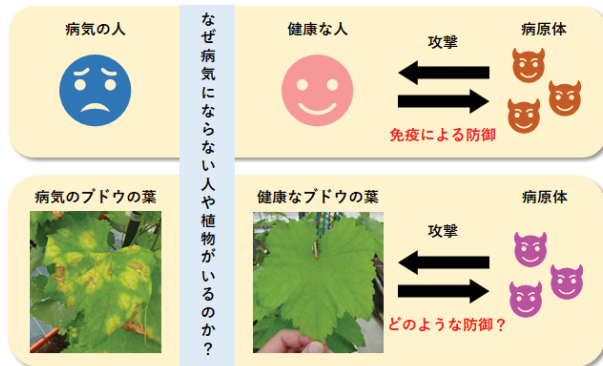 病気の人
健康な人
病原体
攻撃
免疫による防御
なぜ病気にならない人や植物がいるのか?
病気のブドウの葉
健康なブドウの葉
病原体
攻撃
どのような防御?